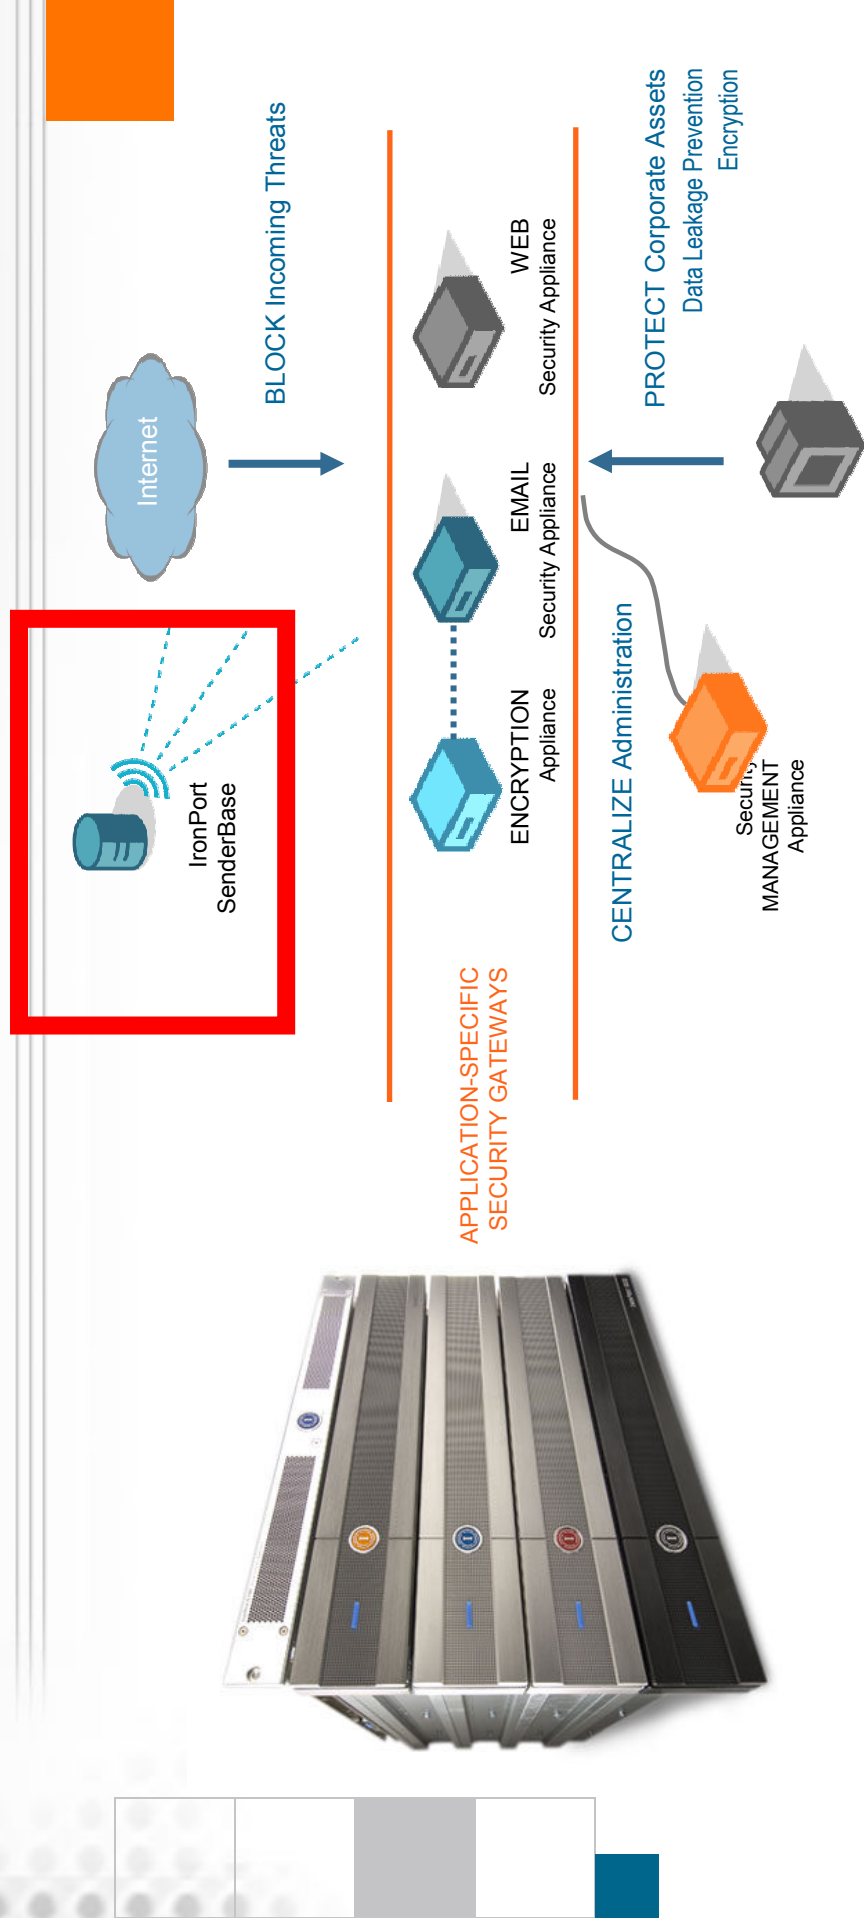 Internet
BLOCK Incoming Threats
IronPort
SenderBase
APPLICATION-SPECIFIC
SECURITY GATEWAYS
ENCRYPTION
Appliance
EMAIL
Security Appliance
WEB
Security Appliance
CENTRALIZE Administration
Security
MANAGEMENT
Appliance
PROTECT Corporate Assets
Data Leakage Prevention
Encryption